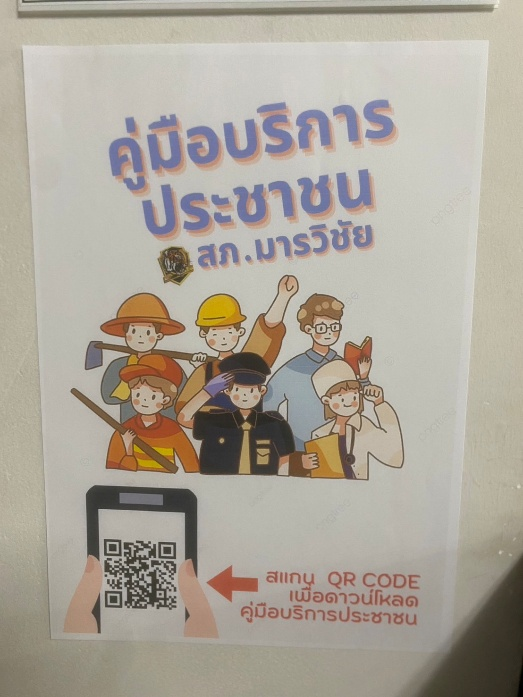 คู่มือบริการ
ประชาชน
สภ.มารวิชัย
สแกน QR CODE
เพื่อดาวน์โหลด
คู่มือบริการประชาชน